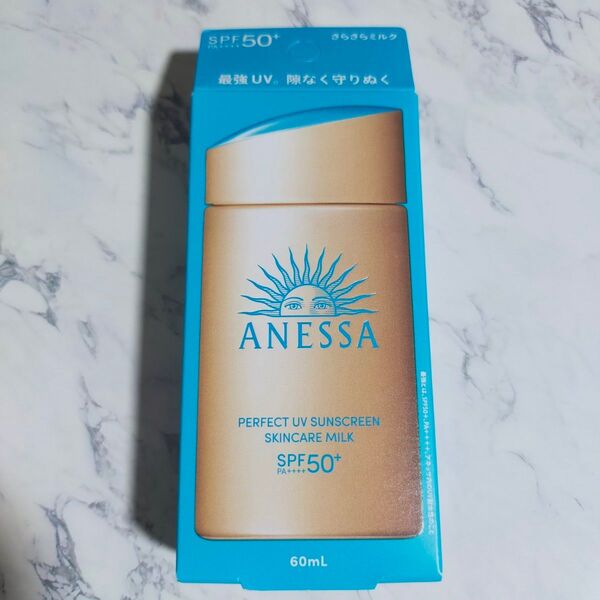 SPF50+
PA++++
さらさらミルク
最強UV。隙なく守りぬく
ANESSA
PERFECT UV SUNSCREEN
SKINCARE MILK
SPF50+
PA++++
60mL